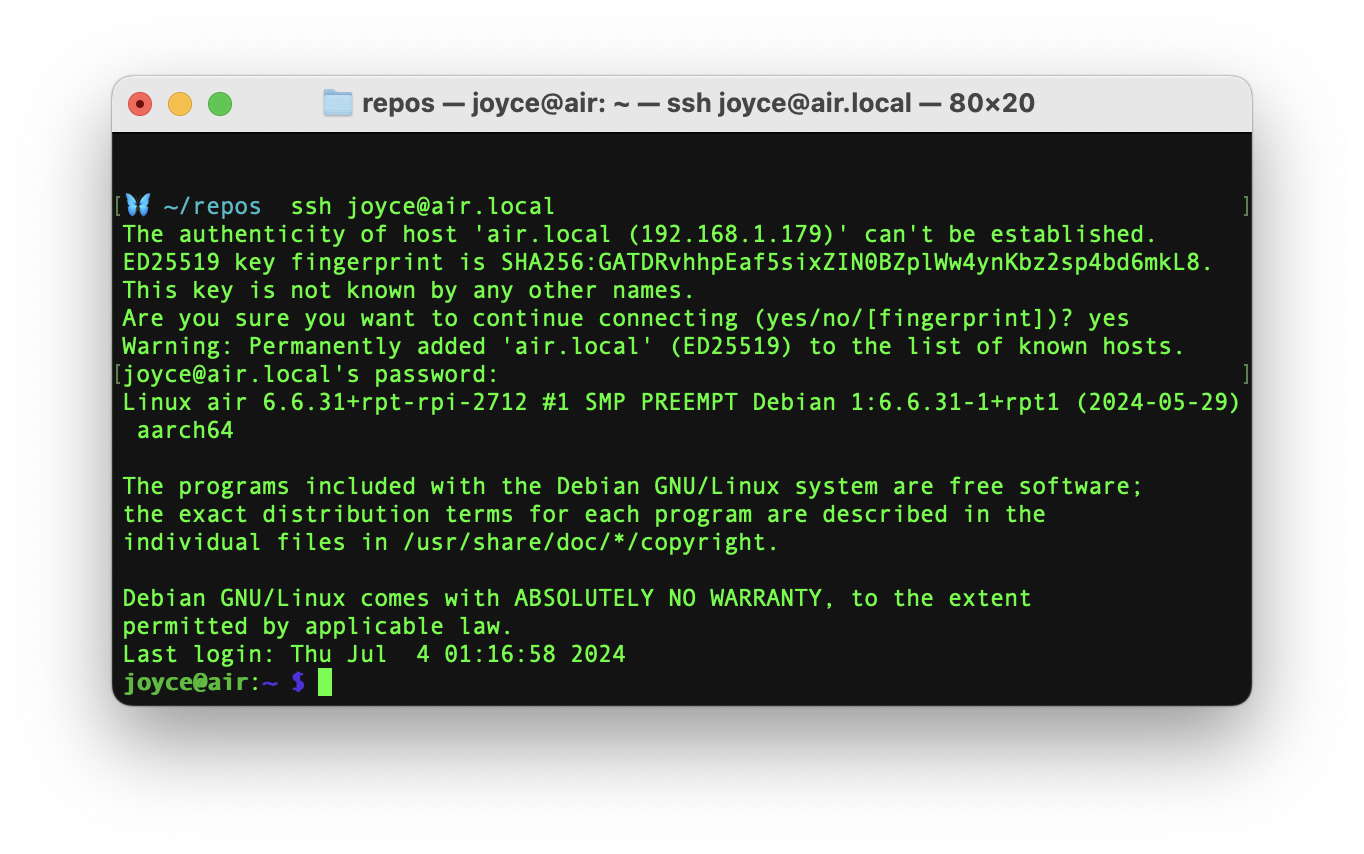 repos — joyce@air: ~ — ssh joyce@air.local — 80×20
[🦋 ~/repos  ssh joyce@air.local ]
The authenticity of host 'air.local (192.168.1.179)' can't be established.
ED25519 key fingerprint is SHA256:GATDRvhhpEaf5sixZIN0BZplWw4ynKbz2sp4bd6mkL8.
This key is not known by any other names.
Are you sure you want to continue connecting (yes/no/[fingerprint])? yes
Warning: Permanently added 'air.local' (ED25519) to the list of known hosts.
[joyce@air.local's password: ]
Linux air 6.6.31+rpt-rpi-2712 #1 SMP PREEMPT Debian 1:6.6.31-1+rpt1 (2024-05-29)
 aarch64
The programs included with the Debian GNU/Linux system are free software;
the exact distribution terms for each program are described in the
individual files in /usr/share/doc/*/copyright.
Debian GNU/Linux comes with ABSOLUTELY NO WARRANTY, to the extent
permitted by applicable law.
Last login: Thu Jul  4 01:16:58 2024
joyce@air:~ $